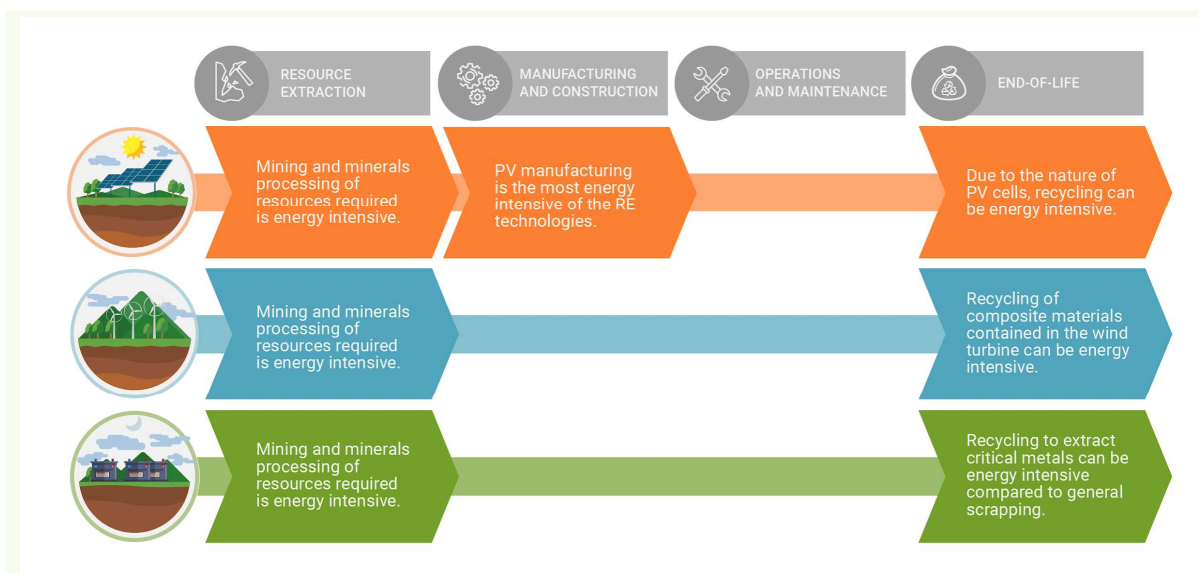 RESOURCE
EXTRACTION
MANUFACTURING
AND CONSTRUCTION
OPERATIONS
AND MAINTENANCE
END-OF-LIFE
Mining and minerals
processing of
resources required
is energy intensive.
PV manufacturing
is the most energy
intensive of the RE
technologies.
Due to the nature of
PV cells, recycling can
be energy intensive.
Mining and minerals
processing of
resources required
is energy intensive.
Recycling of
composite materials
contained in the wind
turbine can be energy
intensive.
Mining and minerals
processing of
resources required
is energy intensive.
Recycling to extract
critical metals can be
energy intensive
compared to general
scrapping.